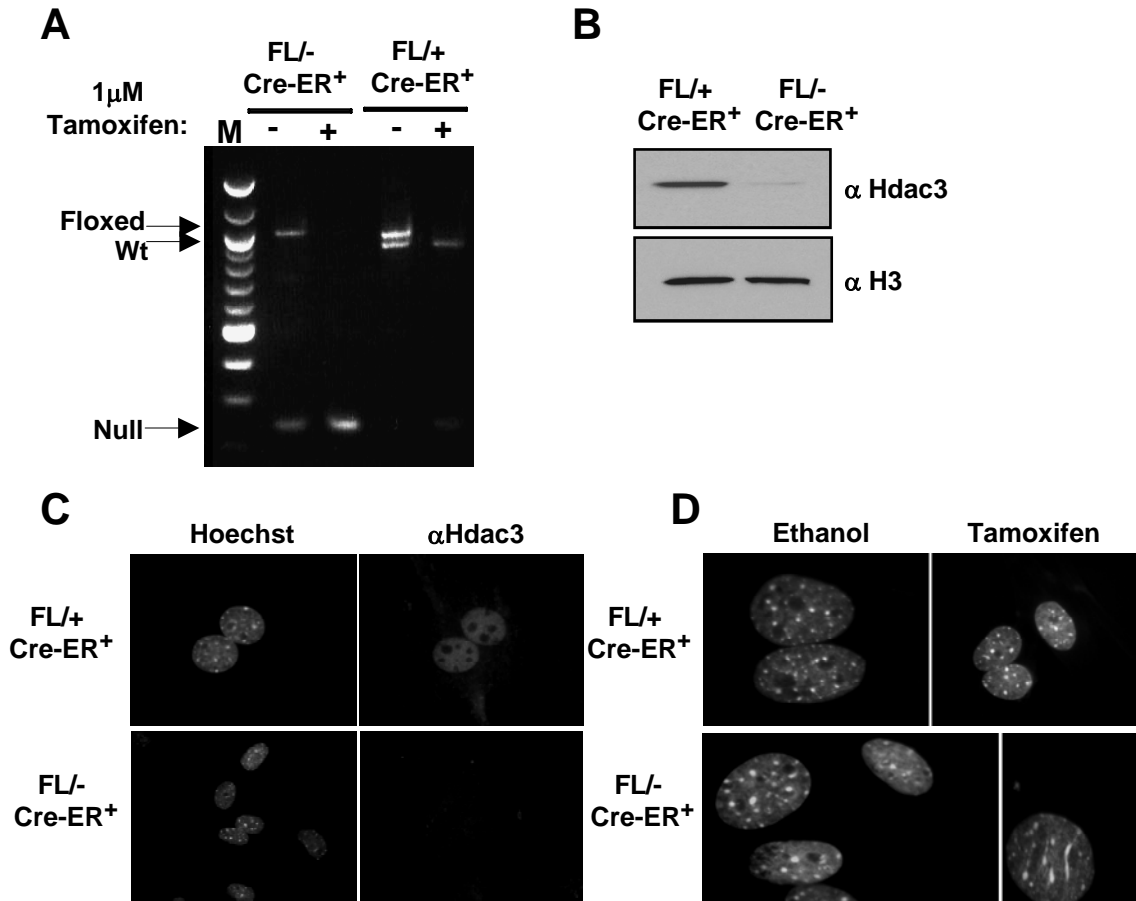 A
FL/-
Cre-ER+
FL/+
Cre-ER+
1μM
Tamoxifen:
M
-
+
-
+
Floxed
Wt
Null
B
FL/+
Cre-ER+
FL/-
Cre-ER+
α Hdac3
α H3
C
Hoechst
αHdac3
FL/+
Cre-ER+
FL/-
Cre-ER+
D
Ethanol
Tamoxifen
FL/+
Cre-ER+
FL/-
Cre-ER+